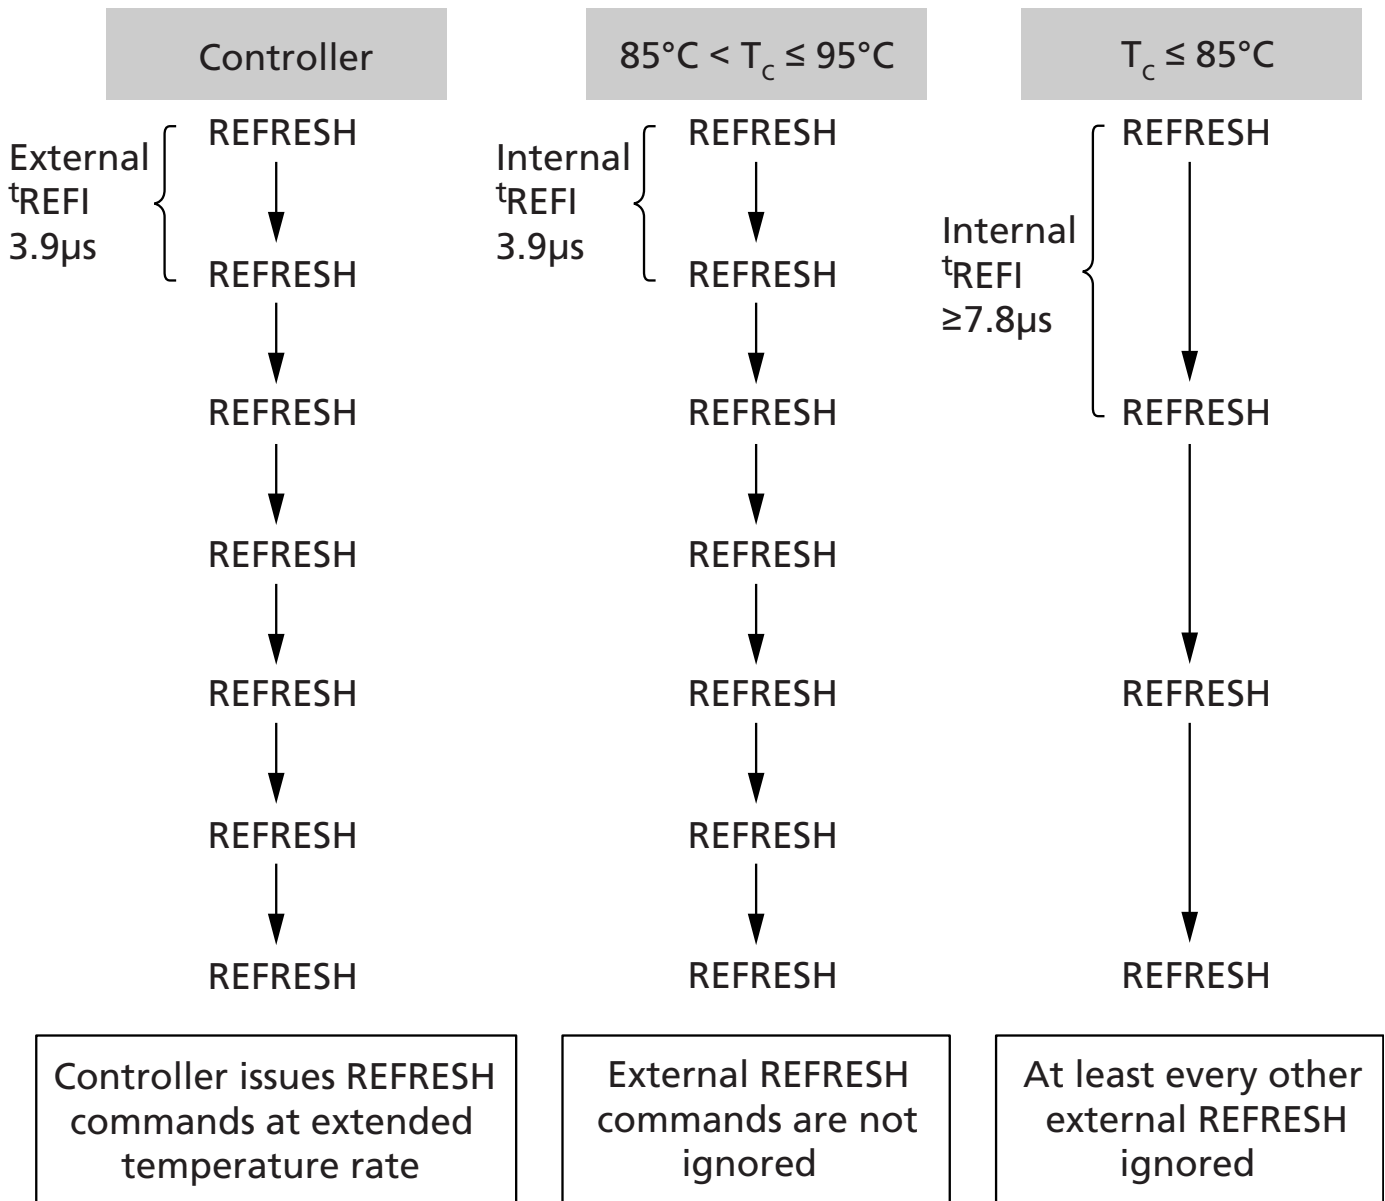 Controller
85°C < TC ≤ 95°C
TC ≤ 85°C
External
tREFI
3.9µs
REFRESH
REFRESH
REFRESH
REFRESH
REFRESH
REFRESH
REFRESH
Controller issues REFRESH
commands at extended
temperature rate
Internal
tREFI
3.9µs
REFRESH
REFRESH
REFRESH
REFRESH
REFRESH
REFRESH
REFRESH
External REFRESH
commands are not
ignored
Internal
tREFI
≥7.8µs
REFRESH
REFRESH
REFRESH
REFRESH
At least every other
external REFRESH
ignored